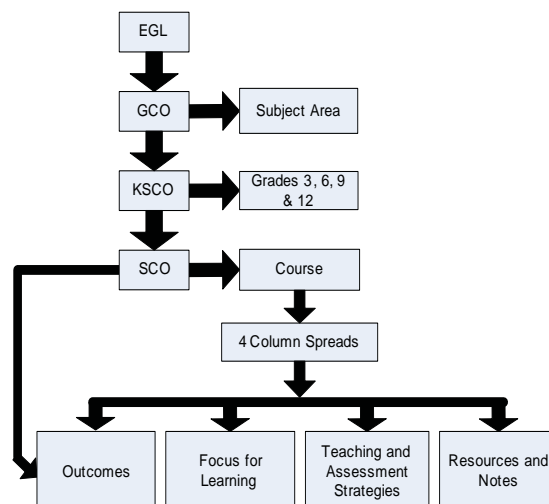 EGL
GCO
Subject Area
KSCO
Grades 3, 6, 9
& 12
SCO
Course
4 Column Spreads
Outcomes
Focus for
Learning
Teaching and
Assessment
Strategies
Resources and
Notes